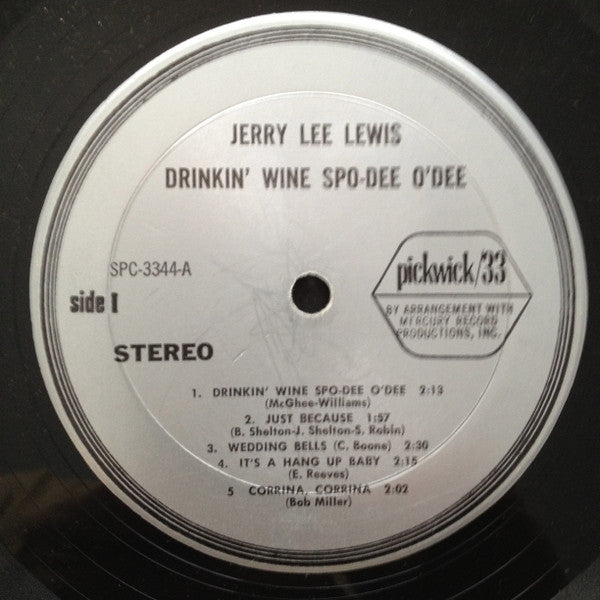 JERRY LEE LEWIS
DRINKIN' WINE SPO-DEE O'DEE
SPC-3344-A
side 1
STEREO
pickwick/33
BY ARRANGEMENT WITH
MERCURY RECORD
PRODUCTIONS, INC.
1. DRINKIN' WINE SPO-DEE O'DEE 2:13
(McGhee-Williams)
2. JUST BECAUSE 1:57
(B. Shelton-J. Shelton-S. Robin)
3. WEDDING BELLS (C. Boone) 2:30
4. IT'S A HANG UP BABY 2:15
(E. Reeves)
5 CORRINA, CORRINA 2:02
(Bob Miller)